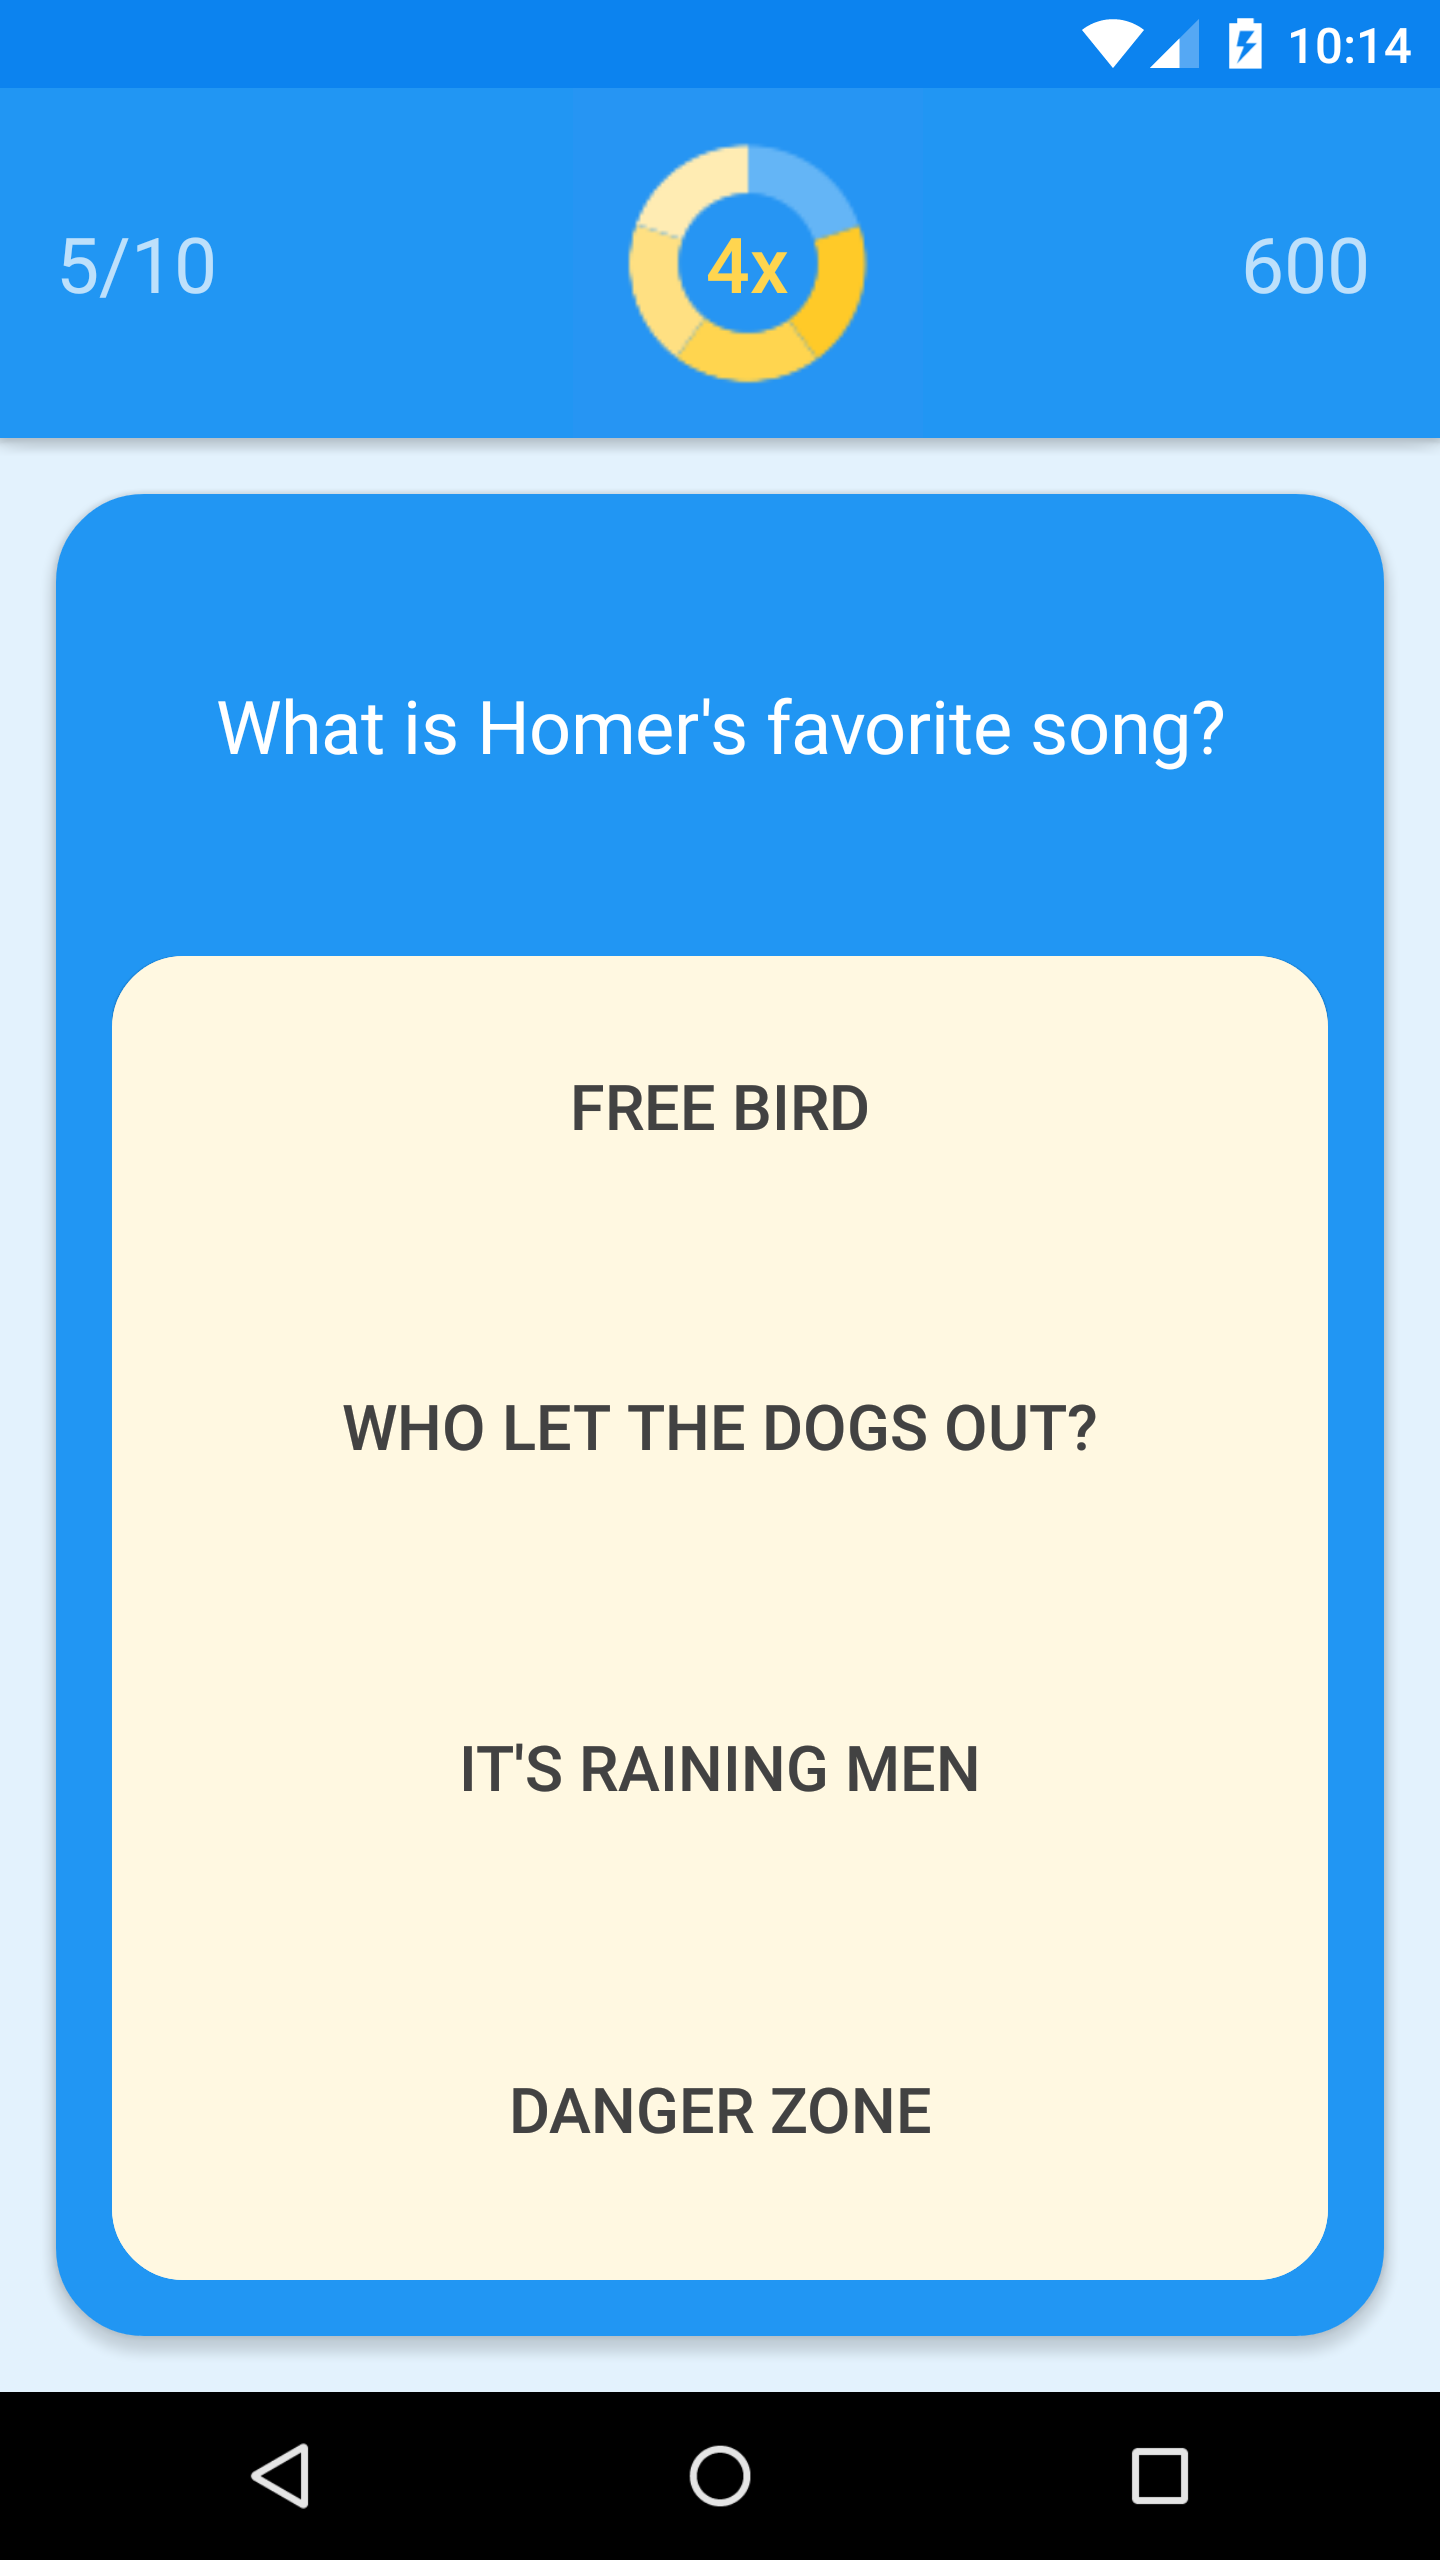 10:14
5/10
4x
600
What is Homer's favorite song?
FREE BIRD
WHO LET THE DOGS OUT?
IT'S RAINING MEN
DANGER ZONE